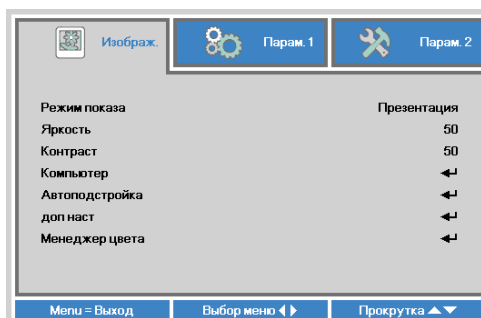 Изображ. Парам. 1 Парам. 2
Режим показа Презентация
Яркость 50
Контраст 50
Компьютер
Автоподстройка
доп наст
Менеджер цвета
Menu = Выход Выбор меню Прокрутка